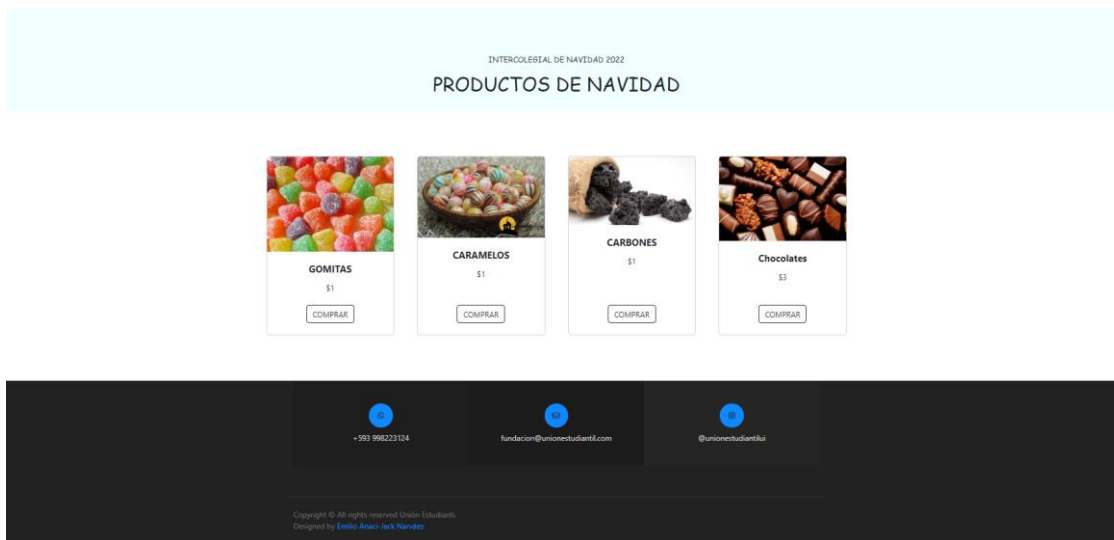 INTERCOLEGIAL DE NAVIDAD 2022
PRODUCTOS DE NAVIDAD
GOMITAS
$1
COMPRAR
CARAMELOS
$1
COMPRAR
CARBONES
$1
COMPRAR
Chocolates
$3
COMPRAR
+593 998223124
fundacion@unionestudiantil.com
@unionestudiantilui
Copyright © All rights reserved Unión Estudianti.
Designed by Emilio Anaci-Jack Narváez